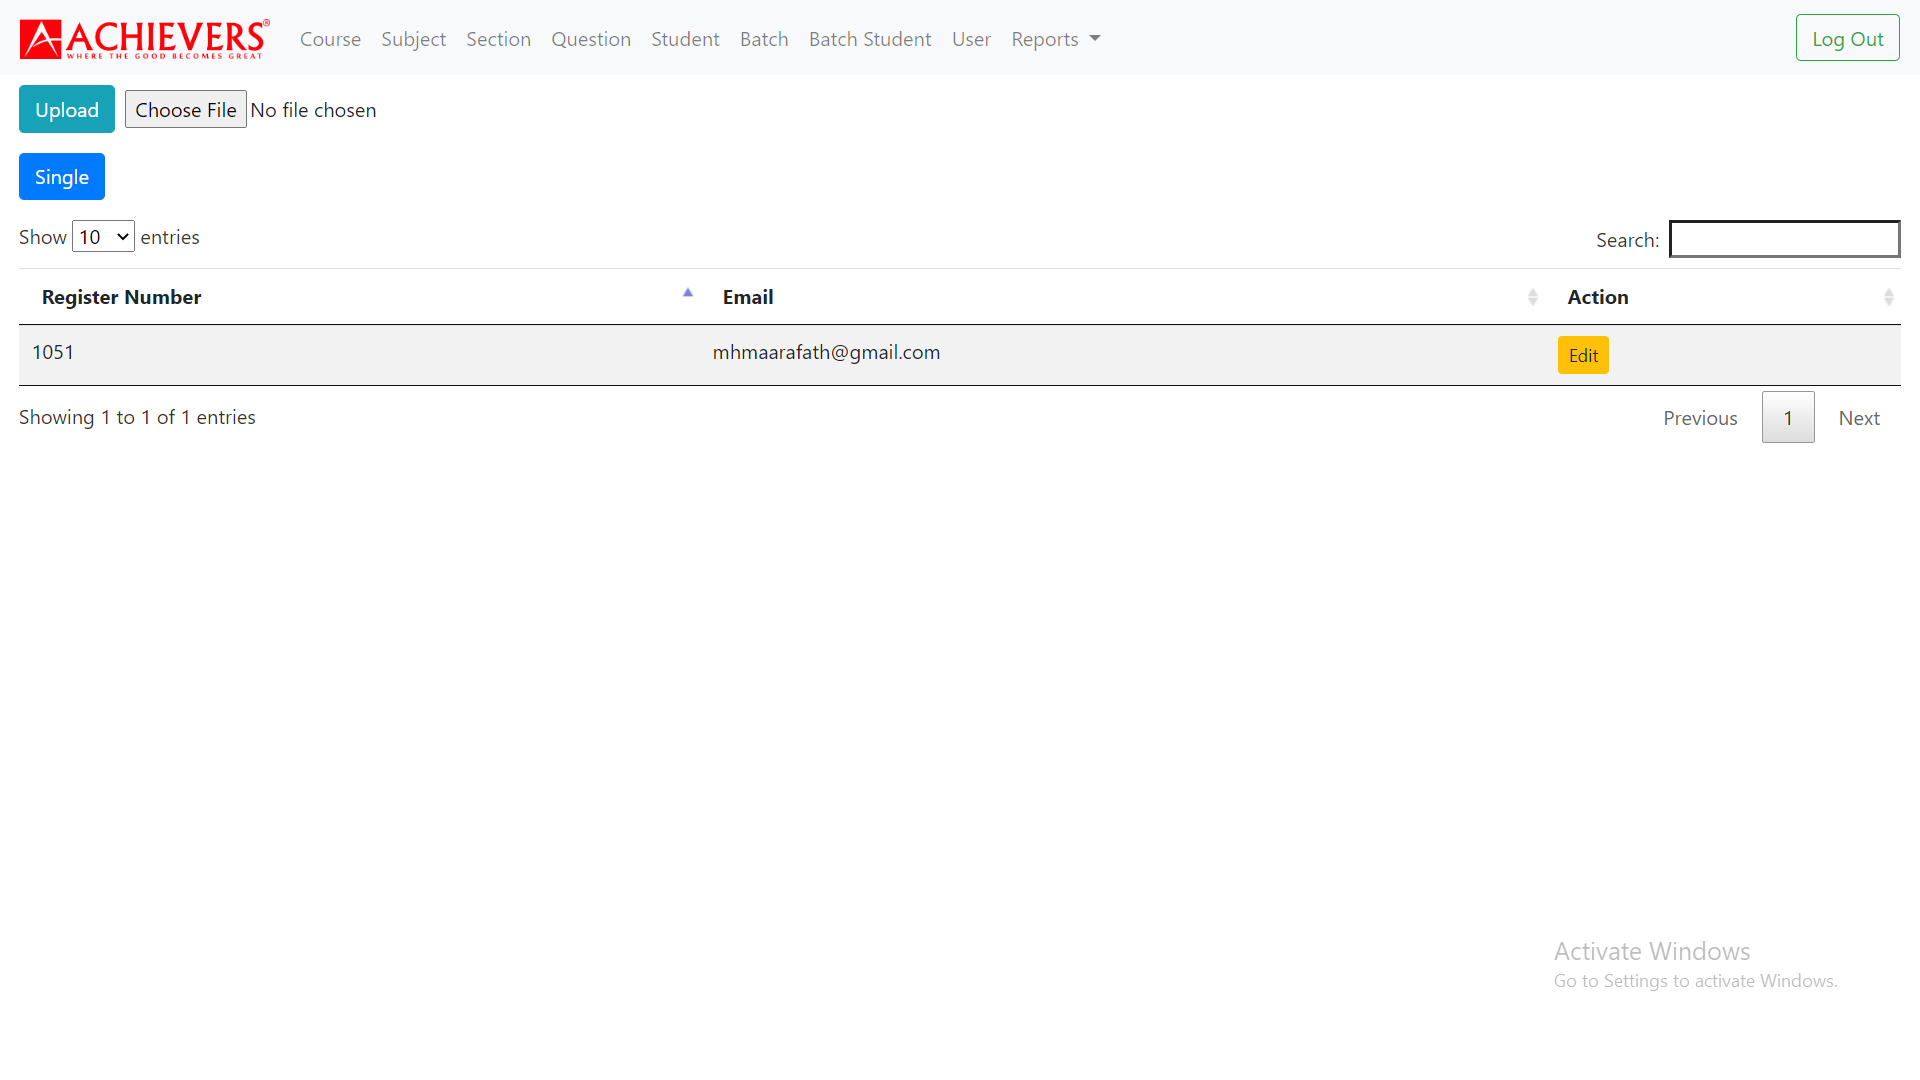 ACHIEVERS®
WHERE THE GOOD BECOMES GREAT
Course Subject Section Question Student Batch Batch Student User Reports Log Out
Upload Choose File No file chosen
Single
Show 10 entries Search:
Register Number Email Action
1051 mhmaarafath@gmail.com Edit
Showing 1 to 1 of 1 entries Previous 1 Next
Activate Windows
Go to Settings to activate Windows.